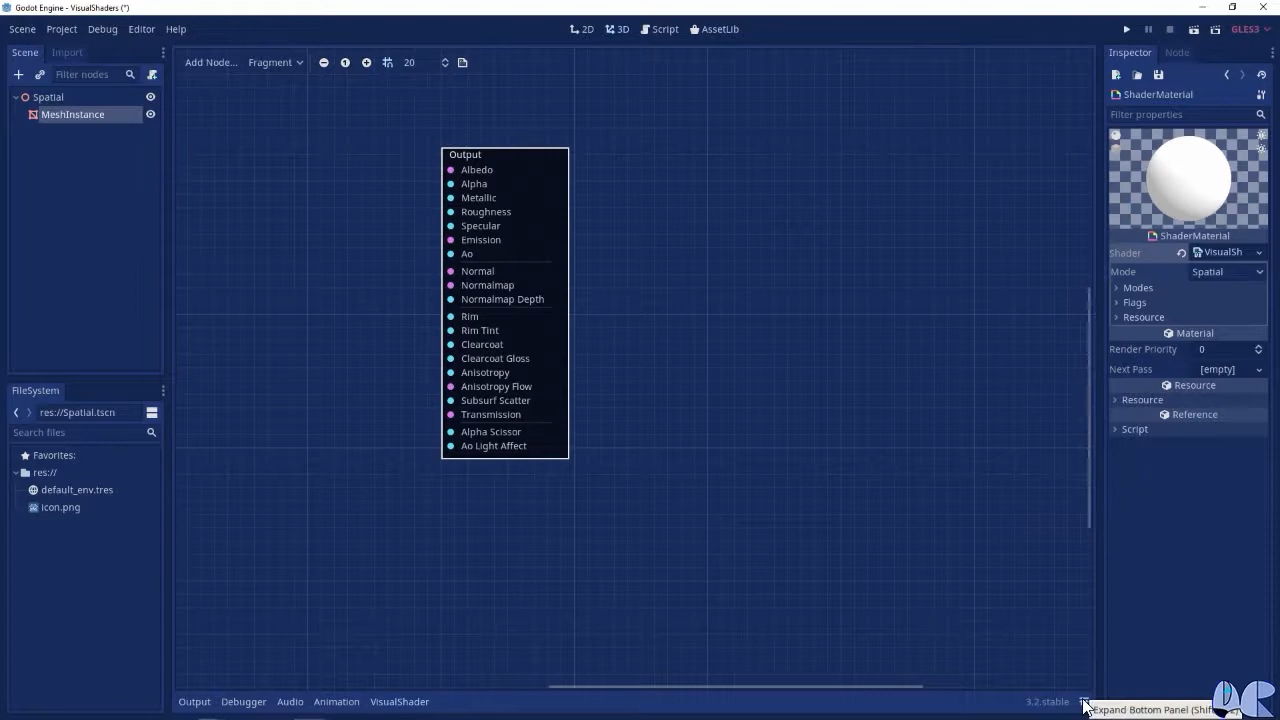 Godot Engine - VisualShaders (*)
Scene Project Debug Editor Help
2D 3D Script AssetLib
GLES3
Scene Import
Filter nodes
Spatial
MeshInstance
FileSystem
res://Spatial.tscn
Search files
Favorites:
res://
default_env.tres
icon.png
Add Node... Fragment 20
Output
Albedo
Alpha
Metallic
Roughness
Specular
Emission
Ao
Normal
Normalmap
Normalmap Depth
Rim
Rim Tint
Clearcoat
Clearcoat Gloss
Anisotropy
Anisotropy Flow
Subsurf Scatter
Transmission
Alpha Scissor
Ao Light Affect
Output Debugger Audio Animation VisualShader
3.2.stable
Expand Bottom Panel (Shift
Inspector Node
ShaderMaterial
Filter properties
ShaderMaterial
Shader VisualSh
Mode Spatial
Modes
Flags
Resource
Material
Render Priority 0
Next Pass [empty]
Resource
Resource
Reference
Script